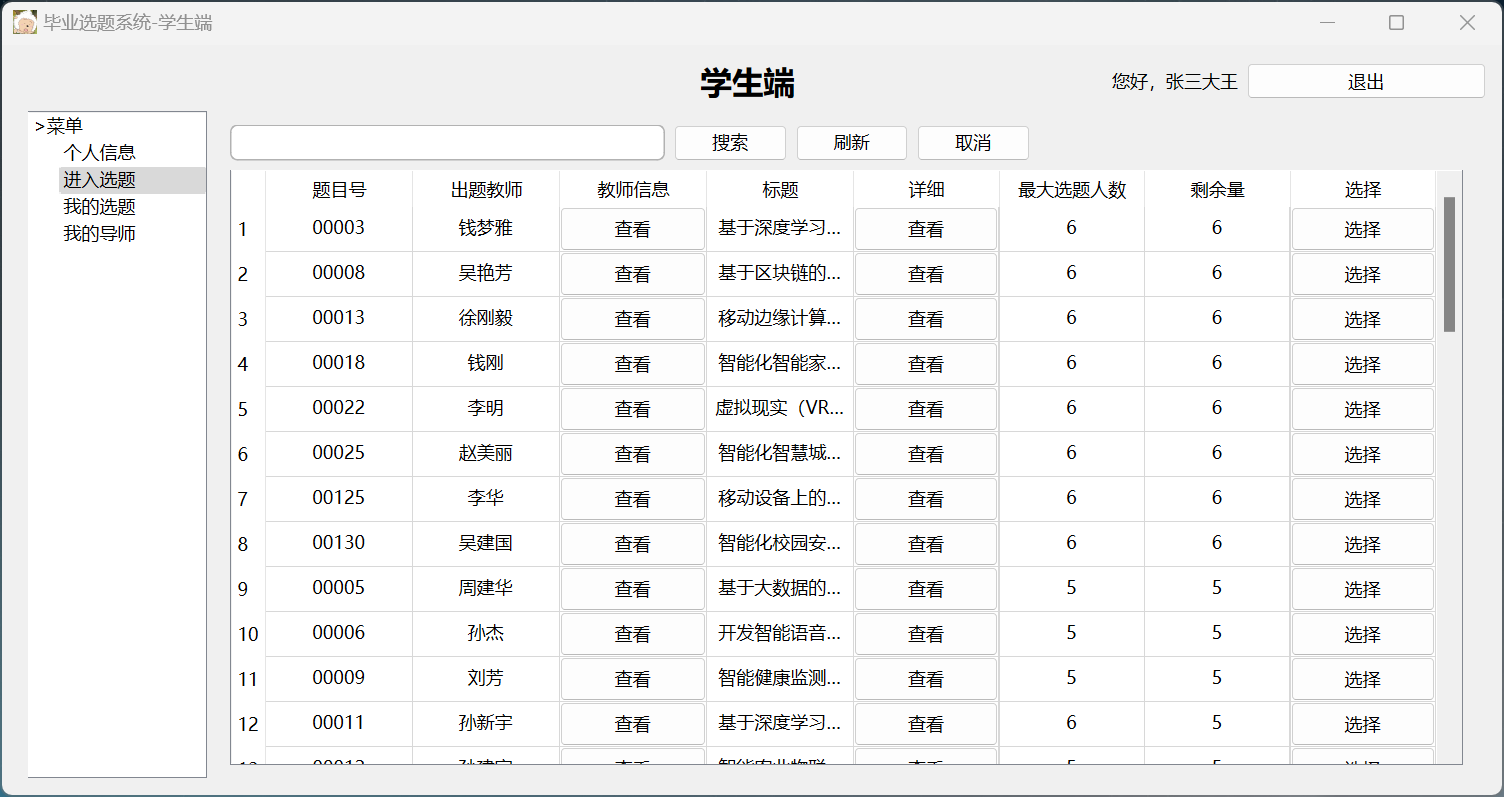 毕业选题系统-学生端
学生端
您好，张三大王 退出
>菜单
个人信息
进入选题
我的选题
我的导师
搜索 刷新 取消
题目号 出题教师 教师信息 标题 详细 最大选题人数 剩余量 选择
1 00003 钱梦雅 查看 基于深度学习... 查看 6 6 选择
2 00008 吴艳芳 查看 基于区块链的... 查看 6 6 选择
3 00013 徐刚毅 查看 移动边缘计算... 查看 6 6 选择
4 00018 钱刚 查看 智能化智能家... 查看 6 6 选择
5 00022 李明 查看 虚拟现实（VR... 查看 6 6 选择
6 00025 赵美丽 查看 智能化智慧城... 查看 6 6 选择
7 00125 李华 查看 移动设备上的... 查看 6 6 选择
8 00130 吴建国 查看 智能化校园安... 查看 6 6 选择
9 00005 周建华 查看 基于大数据的... 查看 5 5 选择
10 00006 孙杰 查看 开发智能语音... 查看 5 5 选择
11 00009 刘芳 查看 智能健康监测... 查看 5 5 选择
12 00011 孙新宇 查看 基于深度学习... 查看 6 5 选择